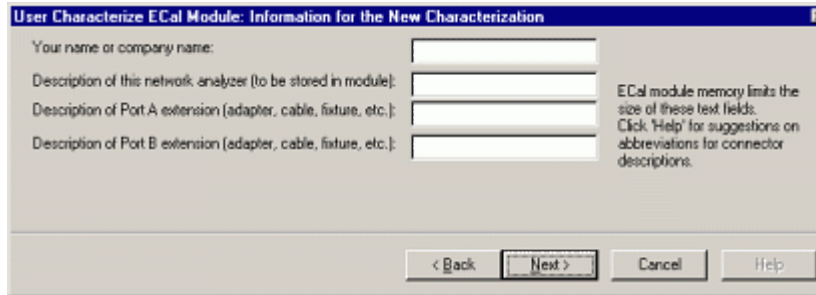 User Characterize ECal Module: Information for the New Characterization
Your name or company name:
Description of this network analyzer (to be stored in module):
Description of Port A extension (adapter, cable, fixture, etc.):
Description of Port B extension (adapter, cable, fixture, etc.):
ECal module memory limits the
size of these text fields.
Click 'Help' for suggestions on
abbreviations for connector
descriptions.
< Back
Next >
Cancel
Help